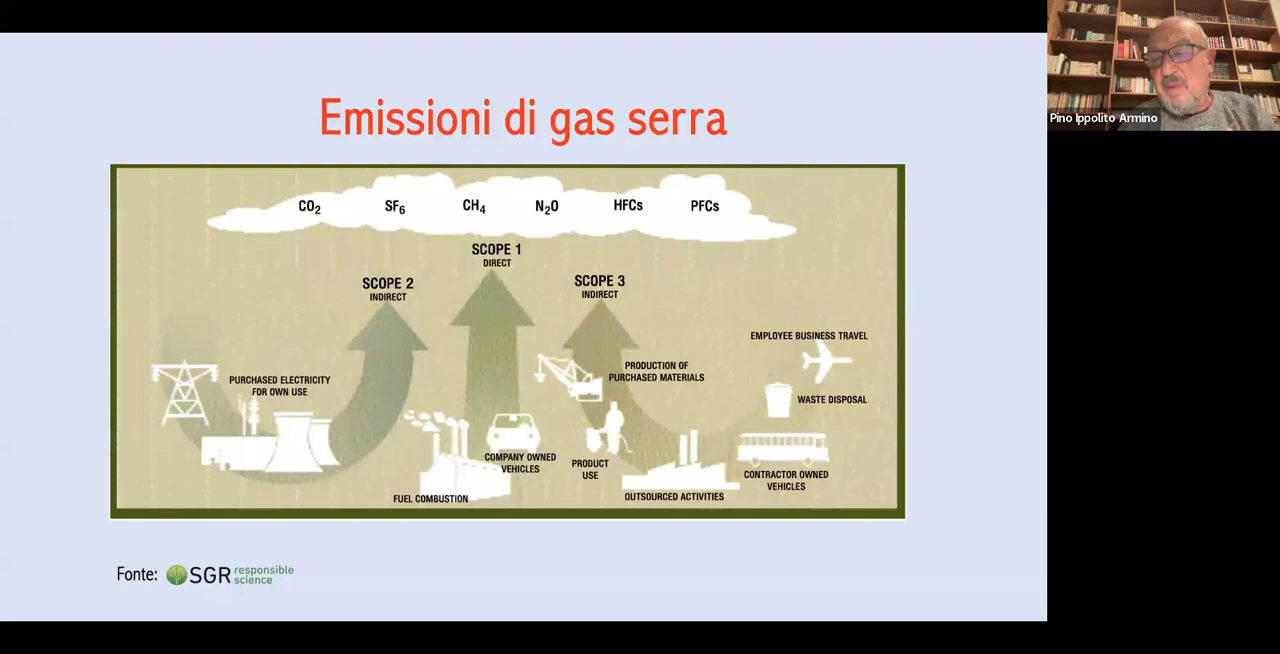 Emissioni di gas serra
CO2 SF6 CH4 N2O HFCs PFCs
SCOPE 1
DIRECT
SCOPE 2
INDIRECT
SCOPE 3
INDIRECT
EMPLOYEE BUSINESS TRAVEL
PURCHASED ELECTRICITY
FOR OWN USE
PRODUCTION OF
PURCHASED MATERIALS
WASTE DISPOSAL
COMPANY OWNED
VEHICLES
PRODUCT
USE
CONTRACTOR OWNED
VEHICLES
FUEL COMBUSTION
OUTSOURCED ACTIVITIES
Fonte: SGR responsible
science
Pino Ippolito Armino